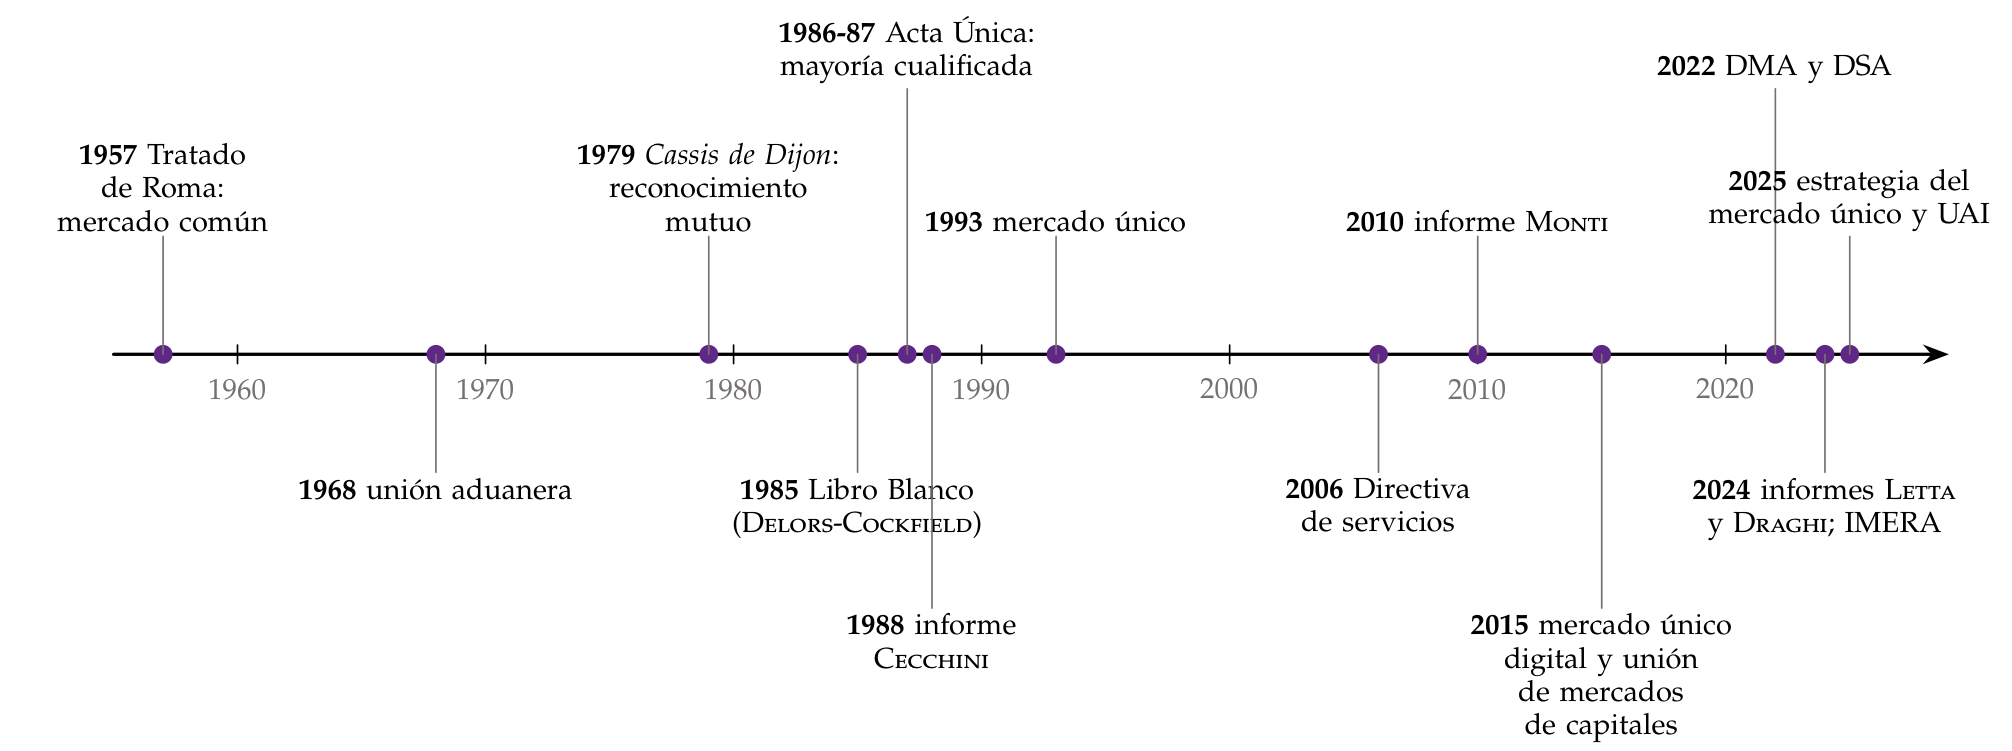 1986-87 Acta Única:
mayoría cualificada
2022 DMA y DSA
1957 Tratado
de Roma:
mercado común
1979 Cassis de Dijon:
reconocimiento
mutuo
1993 mercado único
2010 informe Monti
2025 estrategia del
mercado único y UAI
1960
1970
1980
1990
2000
2010
2020
1968 unión aduanera
1985 Libro Blanco
(Delors-Cockfield)
2006 Directiva
de servicios
2024 informes Letta
y Draghi; IMERA
1988 informe
Cecchini
2015 mercado único
digital y unión
de mercados
de capitales